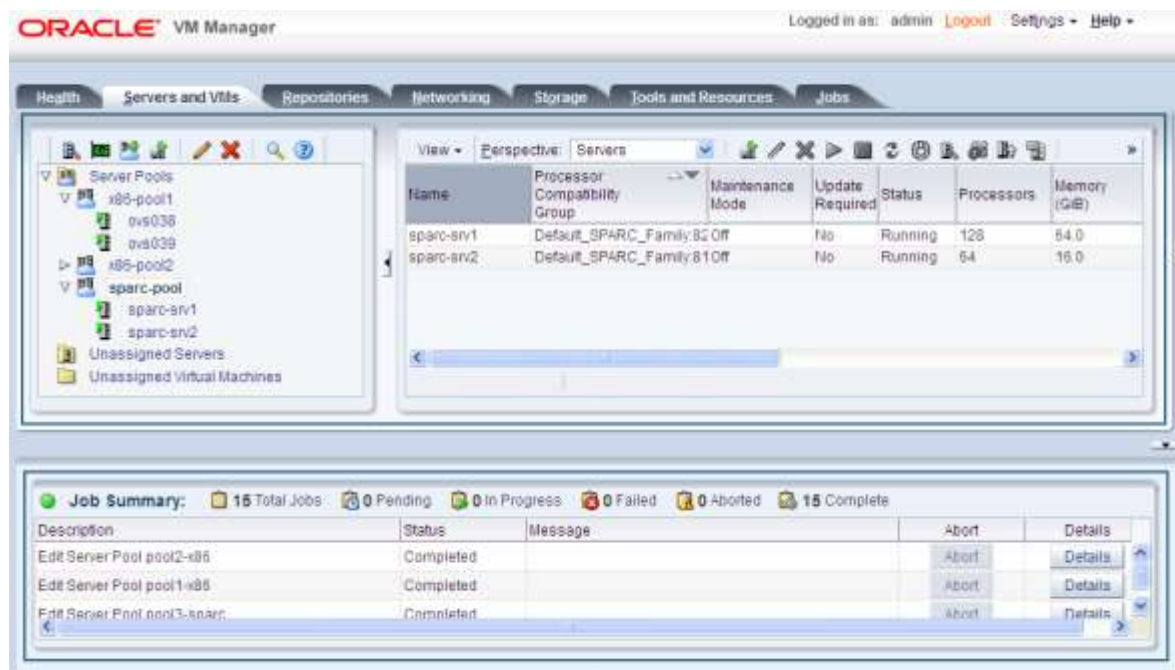 ORACLE VM Manager
Logged in as: admin Logout Settings Help
Health Servers and VMs Repositories Networking Storage Tools and Resources Jobs
View Perspective: Servers
Server Pools
x86-pool1
ovs038
ovs039
x86-pool2
sparc-pool
sparc-srv1
sparc-srv2
Unassigned Servers
Unassigned Virtual Machines
Name Processor Compatibility Group Maintenance Mode Update Required Status Processors Memory (GiB)
sparc-srv1 Default_SPARC_Family:82 Off No Running 128 64.0
sparc-srv2 Default_SPARC_Family:81 Off No Running 64 16.0
Job Summary: 15 Total Jobs 0 Pending 0 In Progress 0 Failed 0 Aborted 15 Complete
Description Status Message Abort Details
Edit Server Pool pool2-x86 Completed Abort Details
Edit Server Pool pool1-x86 Completed Abort Details
Edit Server Pool pool3-sparc Completed Abort Details